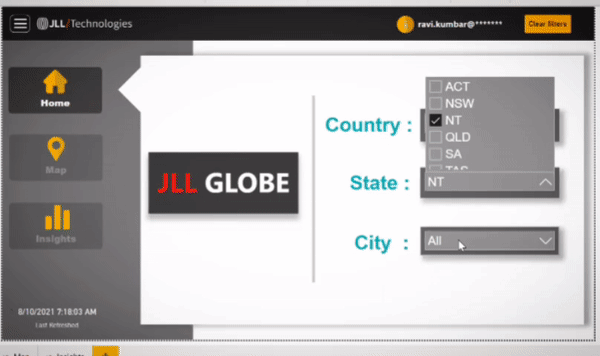 JLL/Technologies
ravi.kumbar@*******
Clear filters
Home
Map
Insights
8/10/2021 7:18:03 AM
Last Refreshed
JLL GLOBE
Country :
ACT
NSW
NT
QLD
SA
TAS
State :
NT
City :
All
Map
Insights
+